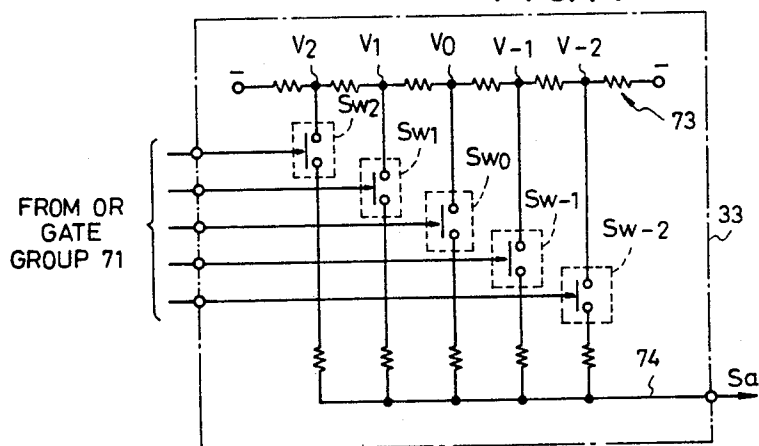 V2 V1 V0 V-1 V-2
− −
73
Sw2
Sw1
Sw0
Sw-1
Sw-2
33
FROM OR
GATE
GROUP 71
74
Sa